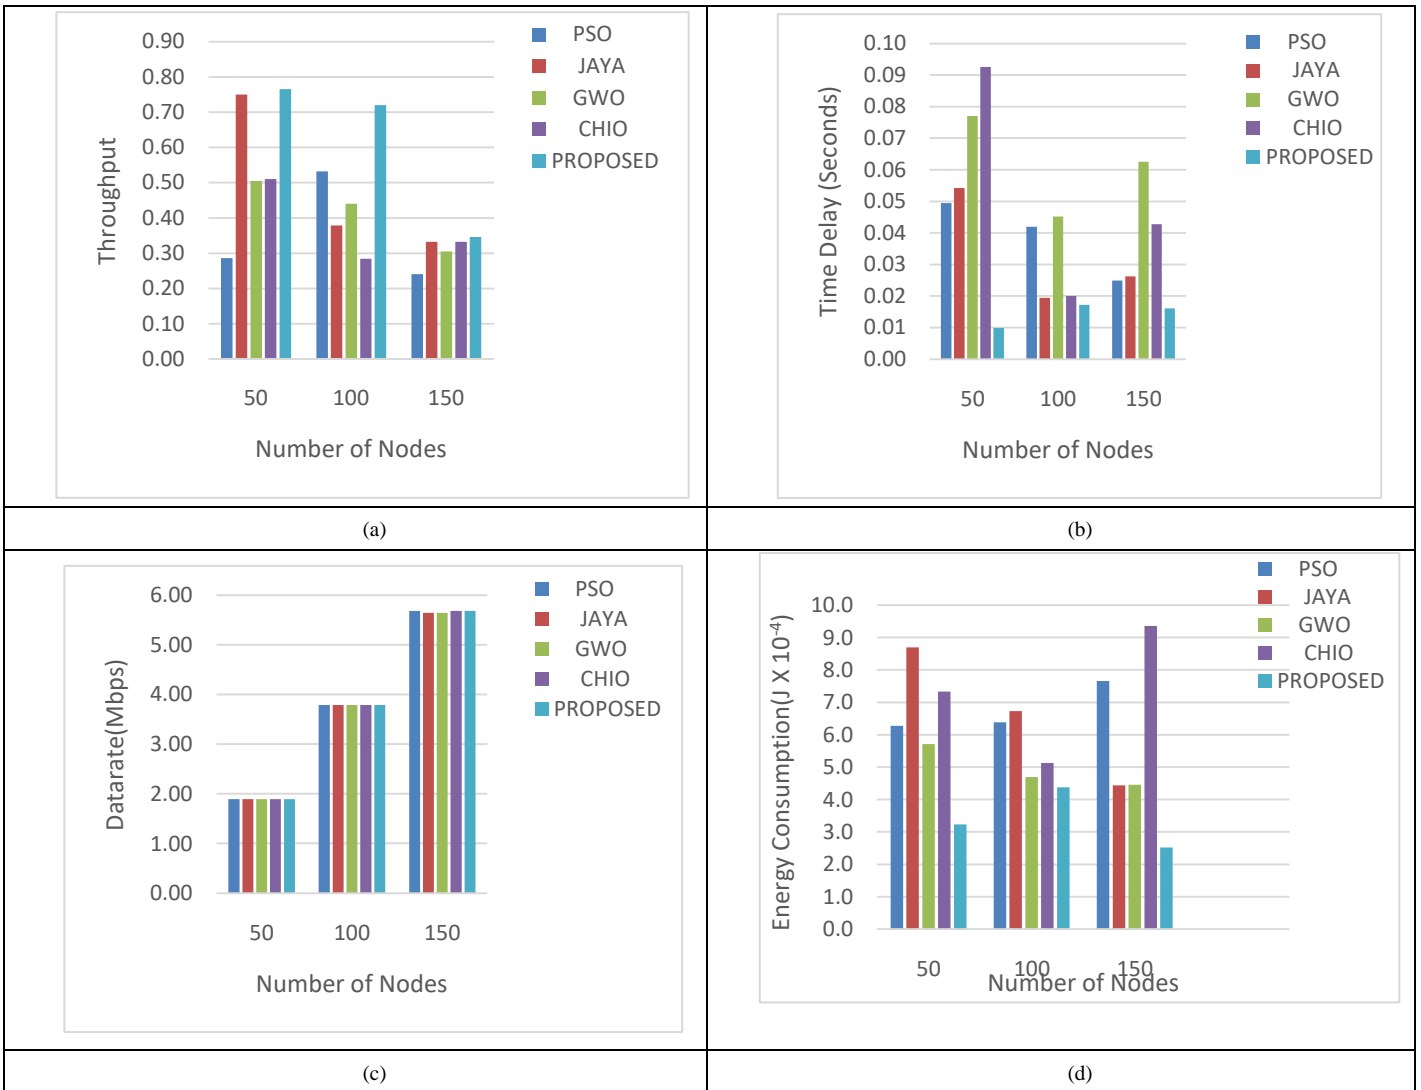 0.90
0.80
0.70
0.60
0.50
0.40
0.30
0.20
0.10
0.00
Throughput
50 100 150
Number of Nodes
PSO
JAYA
GWO
CHIO
PROPOSED
(a)
0.10
0.09
0.08
0.07
0.06
0.05
0.04
0.03
0.02
0.01
0.00
Time Delay (Seconds)
50 100 150
Number of Nodes
PSO
JAYA
GWO
CHIO
PROPOSED
(b)
6.00
5.00
4.00
3.00
2.00
1.00
0.00
Datarate(Mbps)
50 100 150
Number of Nodes
PSO
JAYA
GWO
CHIO
PROPOSED
(c)
10.0
9.0
8.0
7.0
6.0
5.0
4.0
3.0
2.0
1.0
0.0
Energy Consumption(J X 10⁻⁴)
50 100 150
Number of Nodes
PSO
JAYA
GWO
CHIO
PROPOSED
(d)